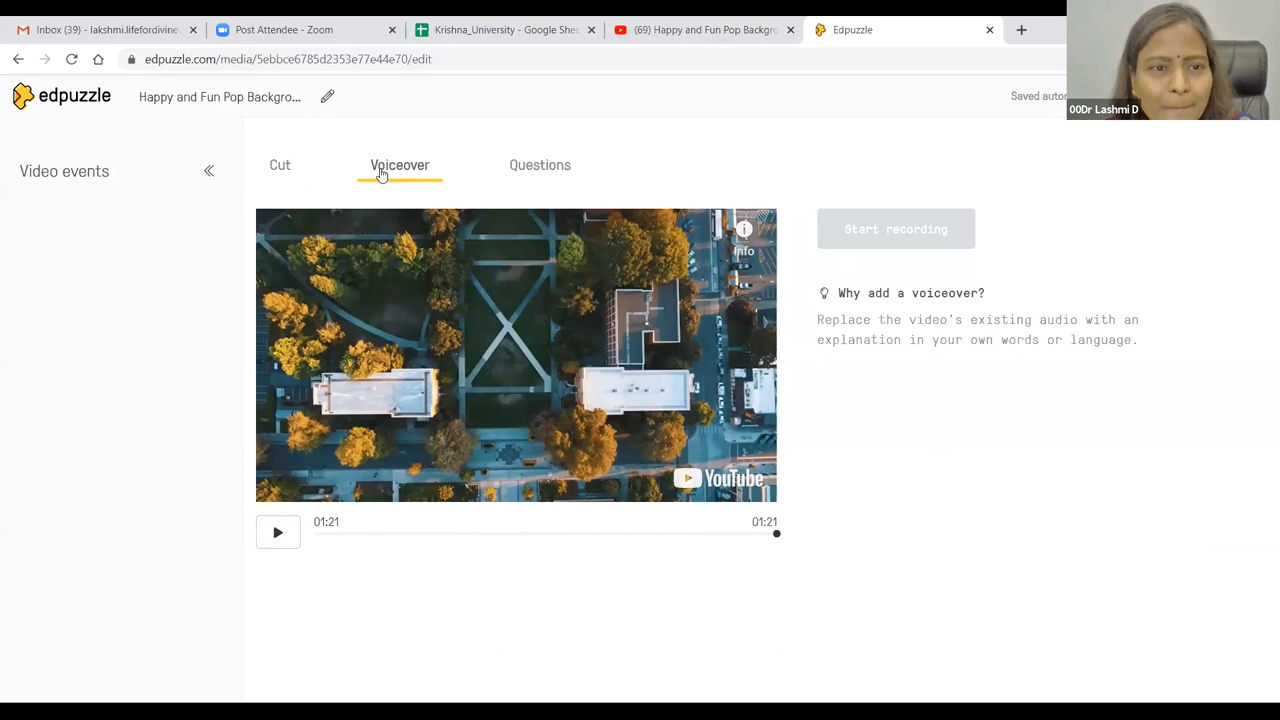 Inbox (39) - lakshmi.lifefordivine
Post Attendee - Zoom
Krishna_University - Google Shee
(69) Happy and Fun Pop Backgro
Edpuzzle
edpuzzle.com/media/5ebbce6785d2353e77e44e70/edit
edpuzzle
Happy and Fun Pop Backgro...
Saved autor
00Dr Lashmi D
Video events
Cut
Voiceover
Questions
Info
YouTube
01:21
01:21
Start recording
Why add a voiceover?
Replace the video's existing audio with an
explanation in your own words or language.